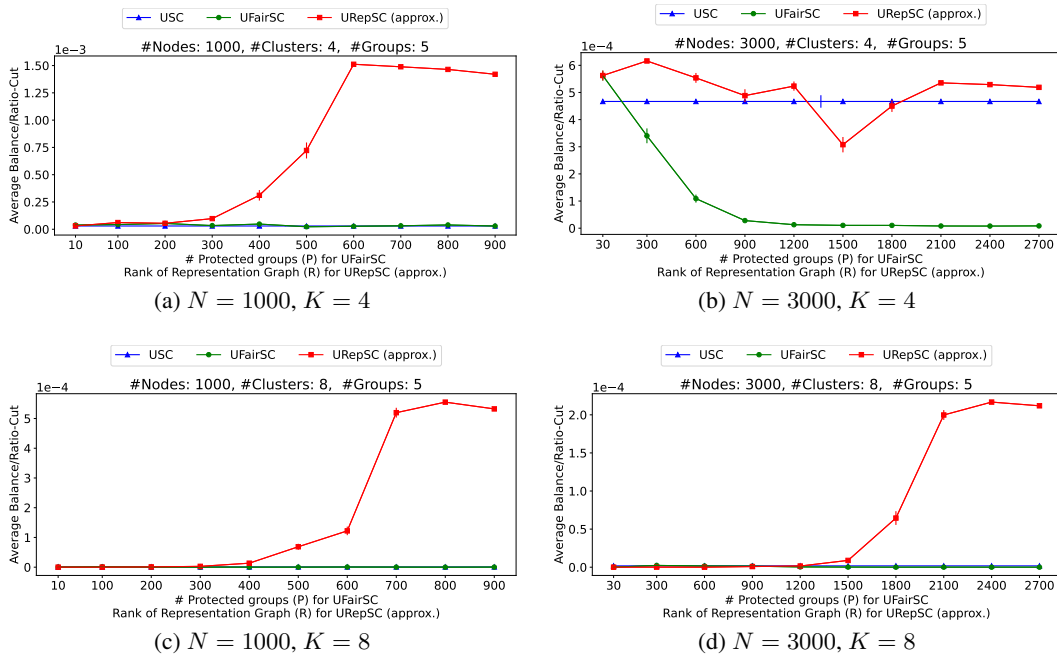 USC UFairSC URepSC (approx.)
1e−3 #Nodes: 1000, #Clusters: 4, #Groups: 5
Average Balance/Ratio-Cut
1.50
1.25
1.00
0.75
0.50
0.25
0.00
10 100 200 300 400 500 600 700 800 900
# Protected groups (P) for UFairSC
Rank of Representation Graph (R) for URepSC (approx.)
(a) N = 1000, K = 4
USC UFairSC URepSC (approx.)
1e−4 #Nodes: 3000, #Clusters: 4, #Groups: 5
Average Balance/Ratio-Cut
6
5
4
3
2
1
0
30 300 600 900 1200 1500 1800 2100 2400 2700
# Protected groups (P) for UFairSC
Rank of Representation Graph (R) for URepSC (approx.)
(b) N = 3000, K = 4
USC UFairSC URepSC (approx.)
1e−4 #Nodes: 1000, #Clusters: 8, #Groups: 5
Average Balance/Ratio-Cut
5
4
3
2
1
0
10 100 200 300 400 500 600 700 800 900
# Protected groups (P) for UFairSC
Rank of Representation Graph (R) for URepSC (approx.)
(c) N = 1000, K = 8
USC UFairSC URepSC (approx.)
1e−4 #Nodes: 3000, #Clusters: 8, #Groups: 5
Average Balance/Ratio-Cut
2.0
1.5
1.0
0.5
0.0
30 300 600 900 1200 1500 1800 2100 2400 2700
# Protected groups (P) for UFairSC
Rank of Representation Graph (R) for URepSC (approx.)
(d) N = 3000, K = 8